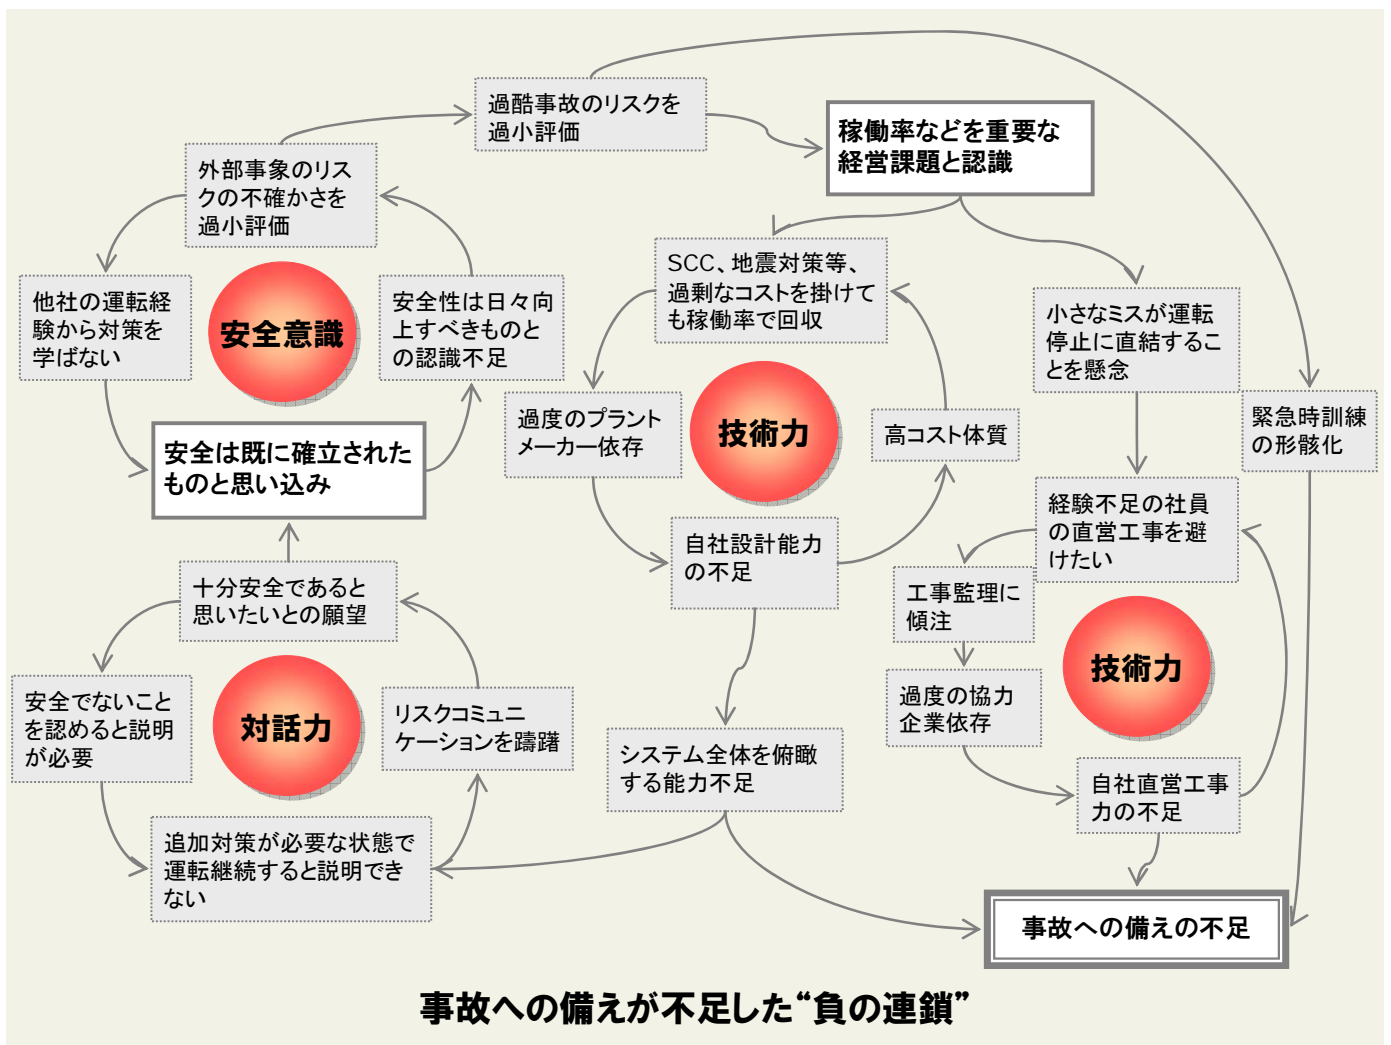 過酷事故のリスクを
過小評価
稼働率などを重要な
経営課題と認識
外部事象のリス
クの不確かさを
過小評価
他社の運転経
験から対策を
学ばない
安全意識
安全性は日々向
上すべきものと
の認識不足
安全は既に確立された
ものと思い込み
SCC、地震対策等、
過剰なコストを掛けて
も稼働率で回収
過度のプラント
メーカー依存
技術力
高コスト体質
自社設計能力
の不足
小さなミスが運転
停止に直結するこ
とを懸念
緊急時訓練
の形骸化
経験不足の社員
の直営工事を避
けたい
工事監理に
傾注
技術力
過度の協力
企業依存
自社直営工事
力の不足
十分安全であると
思いたいとの願望
安全でないこと
を認めると説明
が必要
対話力
リスクコミュニ
ケーションを躊躇
追加対策が必要な状態で
運転継続すると説明でき
ない
システム全体を俯瞰
する能力不足
事故への備えの不足
事故への備えが不足した“負の連鎖”